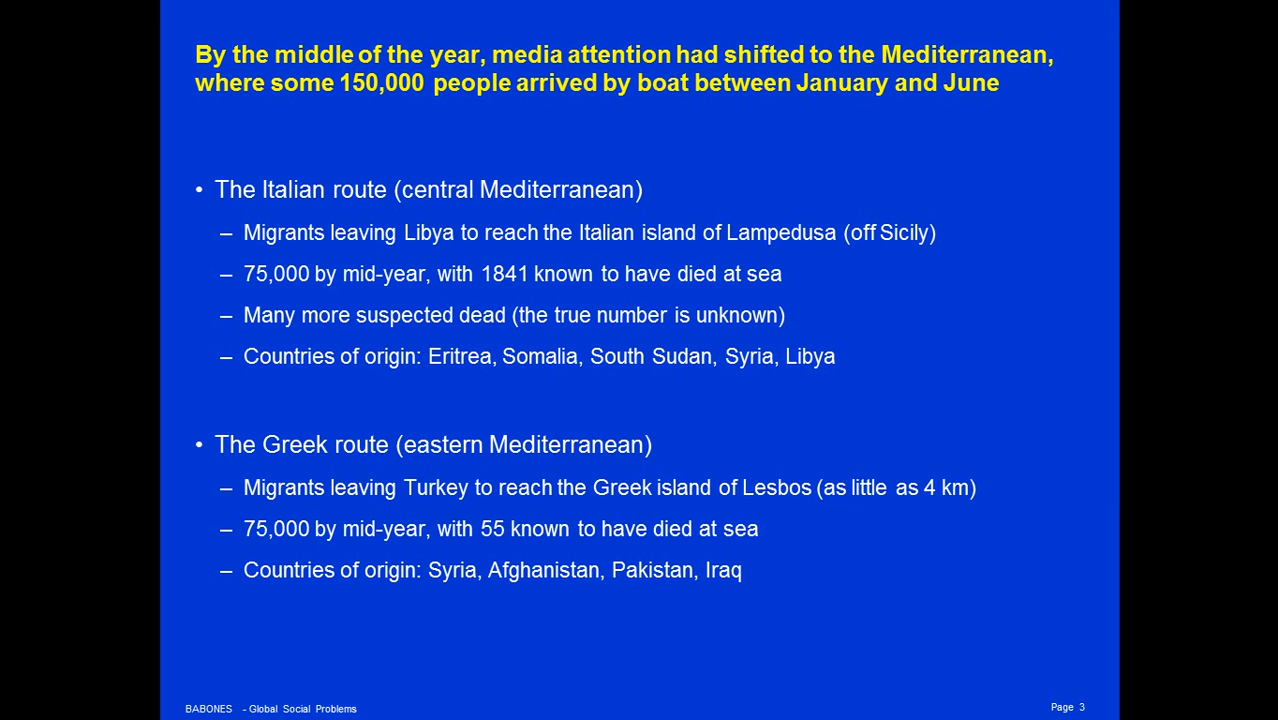 By the middle of the year, media attention had shifted to the Mediterranean,
where some 150,000 people arrived by boat between January and June
• The Italian route (central Mediterranean)
– Migrants leaving Libya to reach the Italian island of Lampedusa (off Sicily)
– 75,000 by mid-year, with 1841 known to have died at sea
– Many more suspected dead (the true number is unknown)
– Countries of origin: Eritrea, Somalia, South Sudan, Syria, Libya
• The Greek route (eastern Mediterranean)
– Migrants leaving Turkey to reach the Greek island of Lesbos (as little as 4 km)
– 75,000 by mid-year, with 55 known to have died at sea
– Countries of origin: Syria, Afghanistan, Pakistan, Iraq
BABONES - Global Social Problems
Page 3